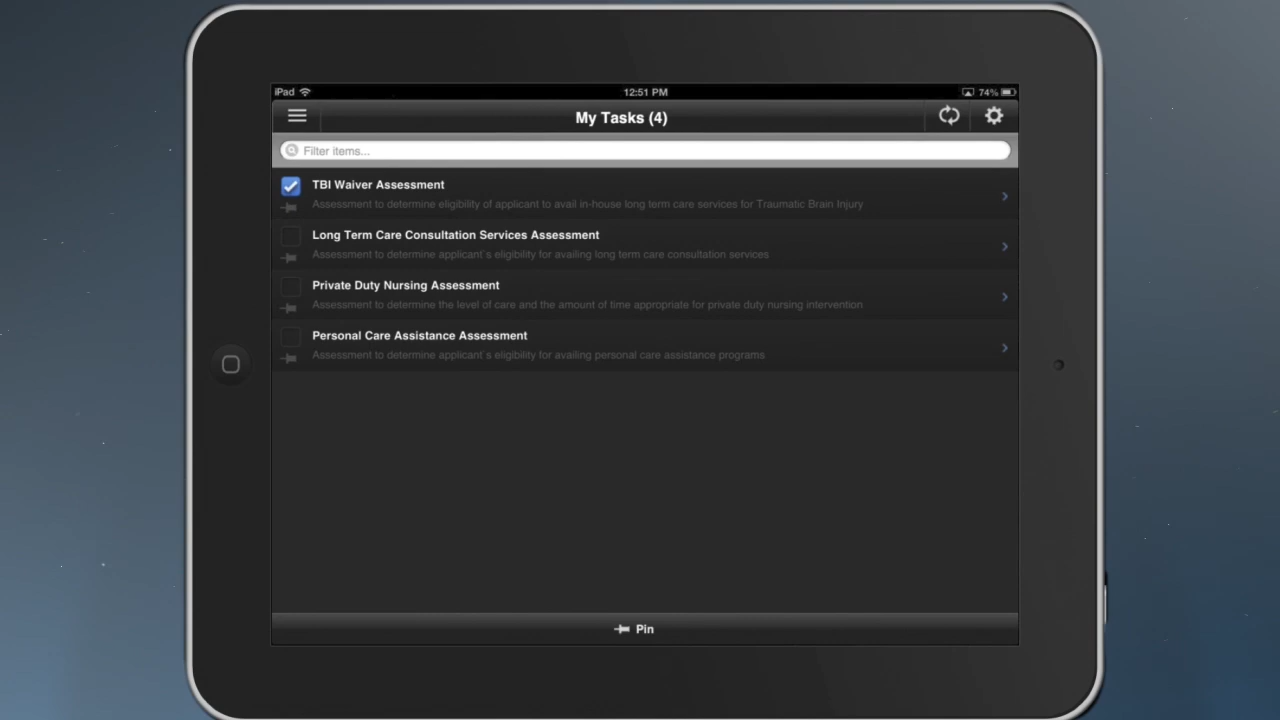 iPad
12:51 PM
74%
My Tasks (4)
Filter items...
TBI Waiver Assessment
Assessment to determine eligibility of applicant to avail in-house long term care services for Traumatic Brain Injury
Long Term Care Consultation Services Assessment
Assessment to determine applicant`s eligibility for availing long term care consultation services
Private Duty Nursing Assessment
Assessment to determine the level of care and the amount of time appropriate for private duty nursing intervention
Personal Care Assistance Assessment
Assessment to determine applicant`s eligibility for availing personal care assistance programs
Pin